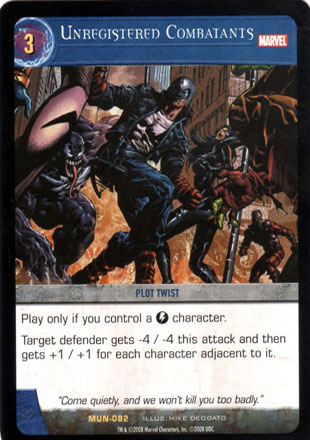 3
Unregistered Combatants
MARVEL
PLOT TWIST
Play only if you control a character.
Target defender gets -4 / -4 this attack and then
gets +1 / +1 for each character adjacent to it.
"Come quietly, and we won't kill you too badly."
MUN-082 ILLUS: MIKE DEODATO
TM & ©2008 Marvel Characters, Inc. ©2008 UDC.